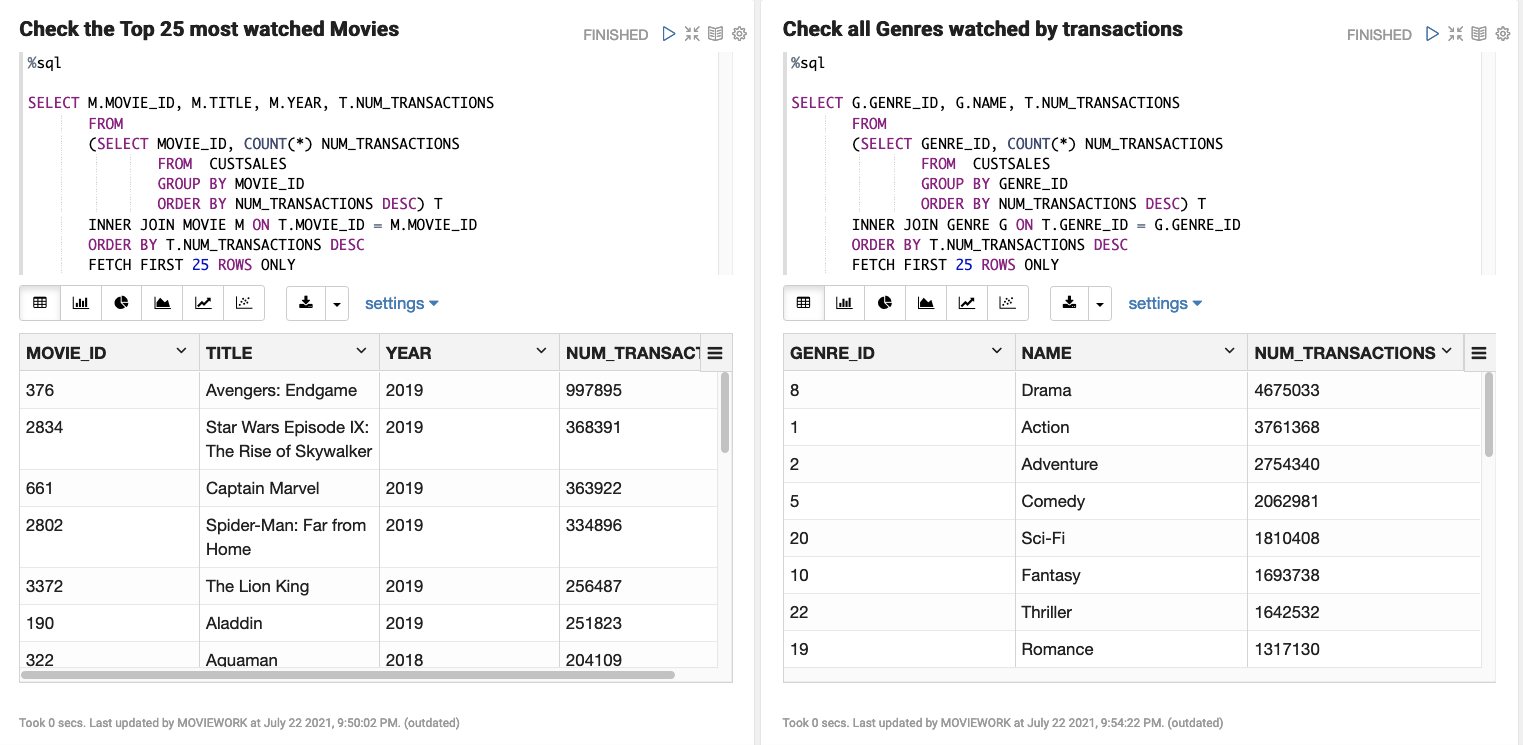 Check the Top 25 most watched Movies
FINISHED
%sql
SELECT M.MOVIE_ID, M.TITLE, M.YEAR, T.NUM_TRANSACTIONS
FROM
(SELECT MOVIE_ID, COUNT(*) NUM_TRANSACTIONS
FROM  CUSTSALES
GROUP BY MOVIE_ID
ORDER BY NUM_TRANSACTIONS DESC) T
INNER JOIN MOVIE M ON T.MOVIE_ID = M.MOVIE_ID
ORDER BY T.NUM_TRANSACTIONS DESC
FETCH FIRST 25 ROWS ONLY
settings
MOVIE_ID TITLE YEAR NUM_TRANSACT
376 Avengers: Endgame 2019 997895
2834 Star Wars Episode IX: 2019 368391
The Rise of Skywalker
661 Captain Marvel 2019 363922
2802 Spider-Man: Far from 2019 334896
Home
3372 The Lion King 2019 256487
190 Aladdin 2019 251823
322 Aquaman 2018 204109
Took 0 secs. Last updated by MOVIEWORK at July 22 2021, 9:50:02 PM. (outdated)
Check all Genres watched by transactions
FINISHED
%sql
SELECT G.GENRE_ID, G.NAME, T.NUM_TRANSACTIONS
FROM
(SELECT GENRE_ID, COUNT(*) NUM_TRANSACTIONS
FROM  CUSTSALES
GROUP BY GENRE_ID
ORDER BY NUM_TRANSACTIONS DESC) T
INNER JOIN GENRE G ON T.GENRE_ID = G.GENRE_ID
ORDER BY T.NUM_TRANSACTIONS DESC
FETCH FIRST 25 ROWS ONLY
settings
GENRE_ID NAME NUM_TRANSACTIONS
8 Drama 4675033
1 Action 3761368
2 Adventure 2754340
5 Comedy 2062981
20 Sci-Fi 1810408
10 Fantasy 1693738
22 Thriller 1642532
19 Romance 1317130
Took 0 secs. Last updated by MOVIEWORK at July 22 2021, 9:54:22 PM. (outdated)